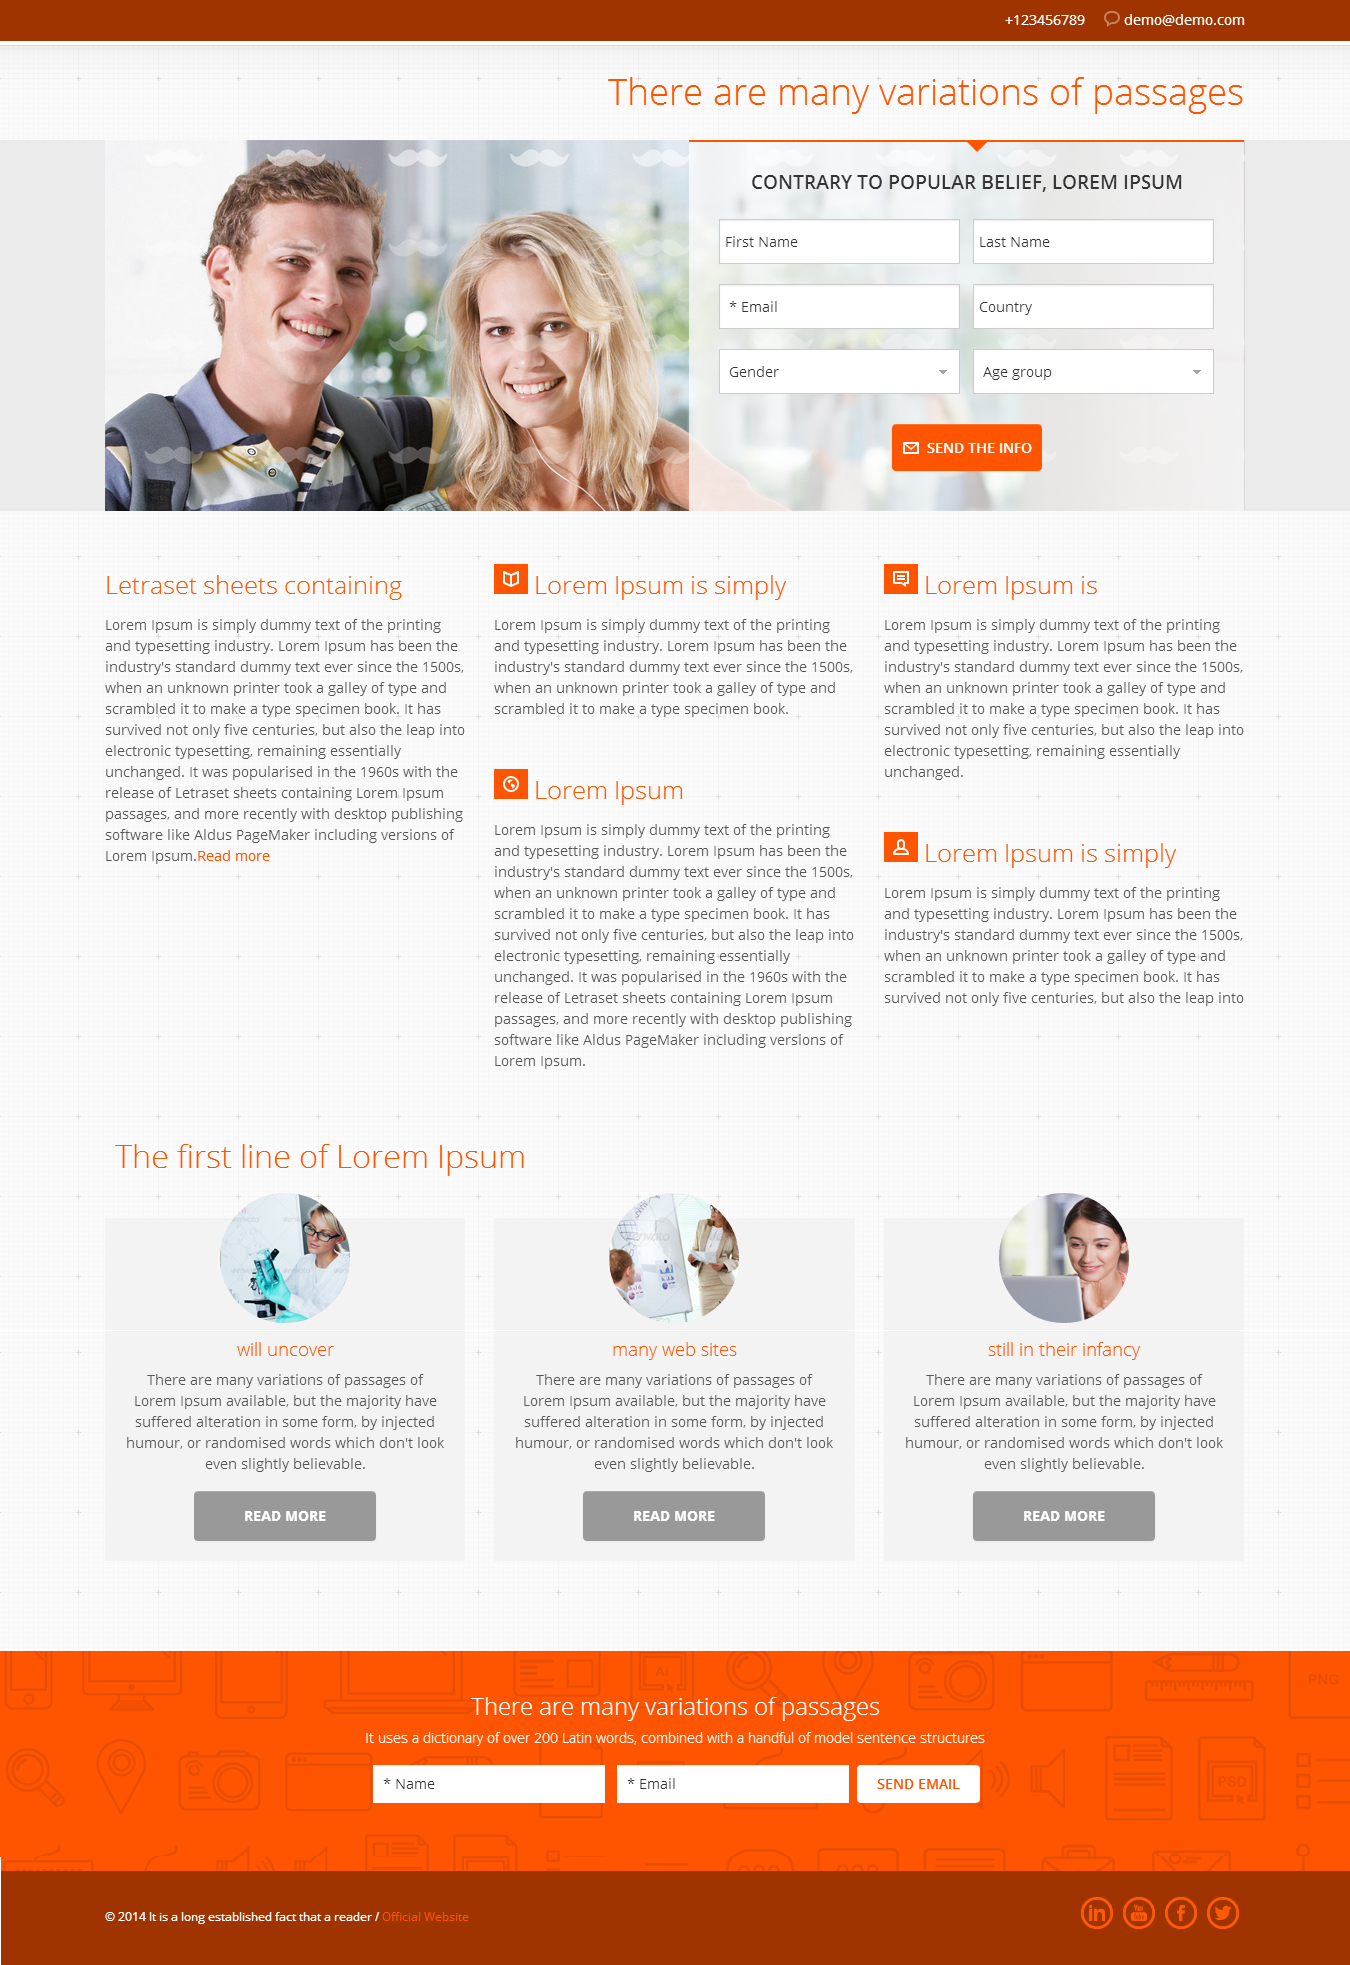 +123456789 demo@demo.com
There are many variations of passages
CONTRARY TO POPULAR BELIEF, LOREM IPSUM
First Name
Last Name
* Email
Country
Gender
Age group
SEND THE INFO
Letraset sheets containing
Lorem Ipsum is simply dummy text of the printing
and typesetting industry. Lorem Ipsum has been the
industry's standard dummy text ever since the 1500s,
when an unknown printer took a galley of type and
scrambled it to make a type specimen book. It has
survived not only five centuries, but also the leap into
electronic typesetting, remaining essentially
unchanged. It was popularised in the 1960s with the
release of Letraset sheets containing Lorem Ipsum
passages, and more recently with desktop publishing
software like Aldus PageMaker including versions of
Lorem Ipsum.Read more
Lorem Ipsum is simply
Lorem Ipsum is simply dummy text of the printing
and typesetting industry. Lorem Ipsum has been the
industry's standard dummy text ever since the 1500s,
when an unknown printer took a galley of type and
scrambled it to make a type specimen book.
Lorem Ipsum
Lorem Ipsum is simply dummy text of the printing
and typesetting industry. Lorem Ipsum has been the
industry's standard dummy text ever since the 1500s,
when an unknown printer took a galley of type and
scrambled it to make a type specimen book. It has
survived not only five centuries, but also the leap into
electronic typesetting, remaining essentially
unchanged. It was popularised in the 1960s with the
release of Letraset sheets containing Lorem Ipsum
passages, and more recently with desktop publishing
software like Aldus PageMaker including versions of
Lorem Ipsum.
Lorem Ipsum is
Lorem Ipsum is simply dummy text of the printing
and typesetting industry. Lorem Ipsum has been the
industry's standard dummy text ever since the 1500s,
when an unknown printer took a galley of type and
scrambled it to make a type specimen book. It has
survived not only five centuries, but also the leap into
electronic typesetting, remaining essentially
unchanged.
Lorem Ipsum is simply
Lorem Ipsum is simply dummy text of the printing
and typesetting industry. Lorem Ipsum has been the
industry's standard dummy text ever since the 1500s,
when an unknown printer took a galley of type and
scrambled it to make a type specimen book. It has
survived not only five centuries, but also the leap into
The first line of Lorem Ipsum
will uncover
There are many variations of passages of
Lorem Ipsum available, but the majority have
suffered alteration in some form, by injected
humour, or randomised words which don't look
even slightly believable.
READ MORE
many web sites
There are many variations of passages of
Lorem Ipsum available, but the majority have
suffered alteration in some form, by injected
humour, or randomised words which don't look
even slightly believable.
READ MORE
still in their infancy
There are many variations of passages of
Lorem Ipsum available, but the majority have
suffered alteration in some form, by injected
humour, or randomised words which don't look
even slightly believable.
READ MORE
Ai
PNG
There are many variations of passages
It uses a dictionary of over 200 Latin words, combined with a handful of model sentence structures
* Name
* Email
SEND EMAIL
PSD
© 2014 It is a long established fact that a reader / Official Website
in
You
Tube
f